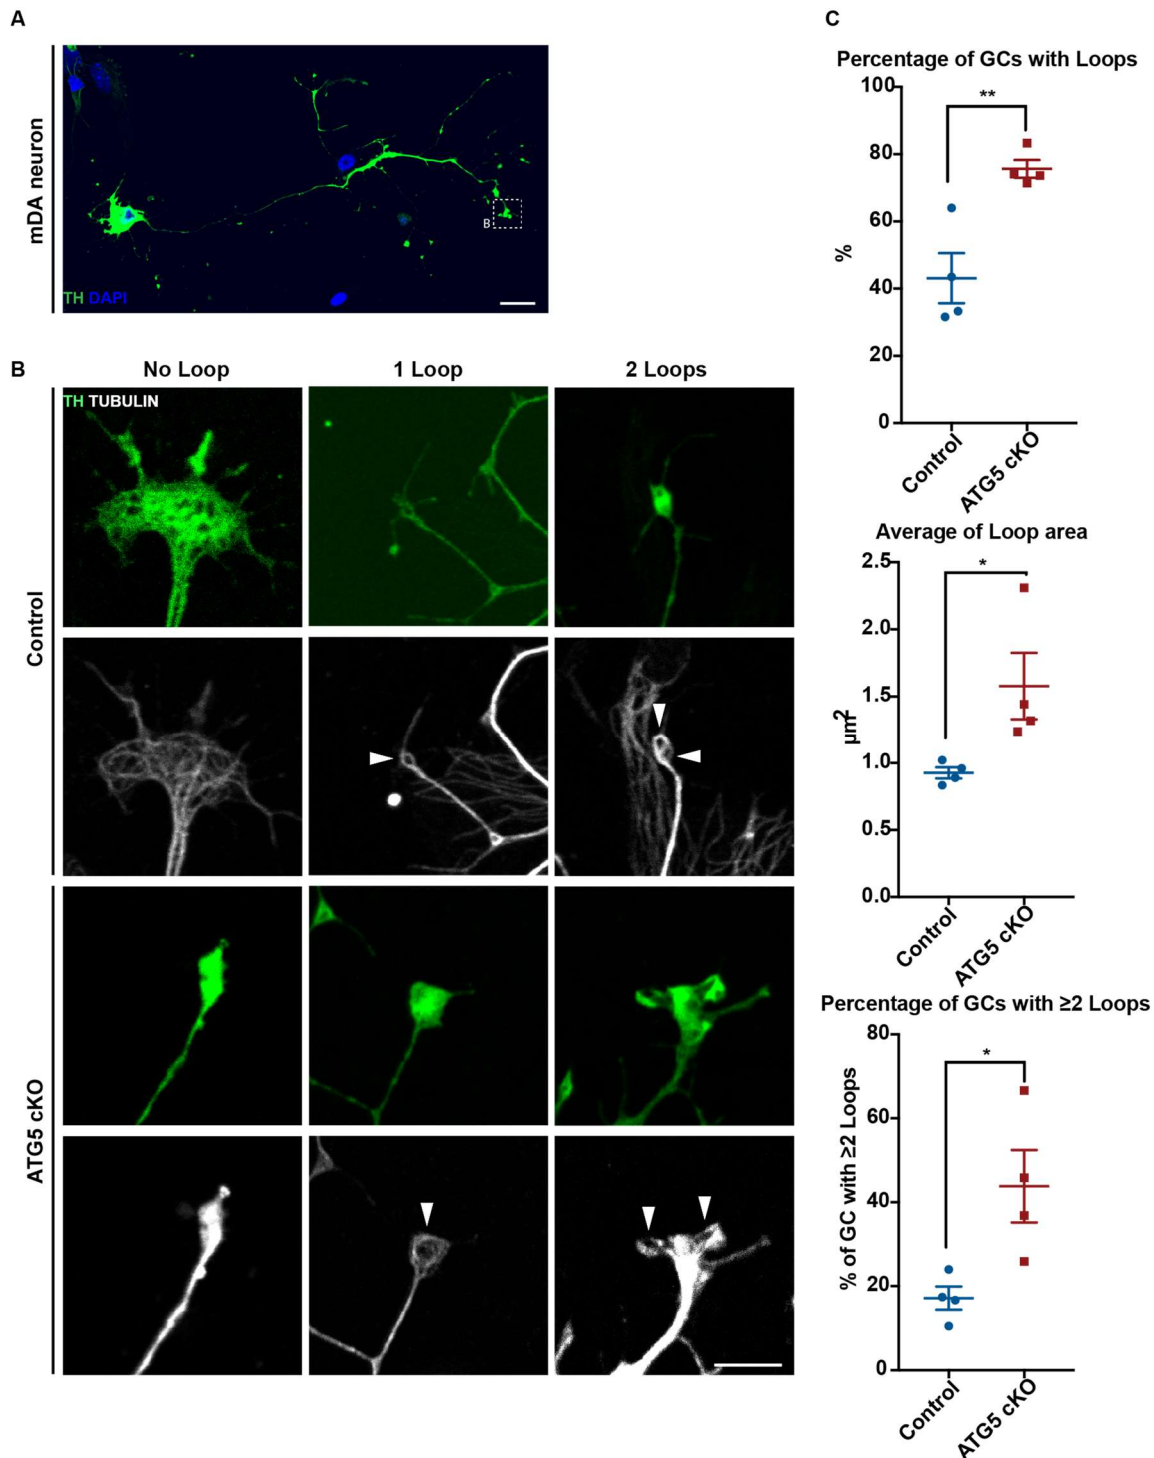 A
mDA neuron
B
TH DAPI
B
No Loop
1 Loop
2 Loops
Control
TH TUBULIN
ATG5 cKO
C
Percentage of GCs with Loops
**
100
80
60
40
20
0
%
Control
ATG5 cKO
Average of Loop area
*
2.5
2.0
1.5
1.0
0.5
0.0
µm²
Control
ATG5 cKO
Percentage of GCs with ≥2 Loops
*
80
60
40
20
0
% of GC with ≥2 Loops
Control
ATG5 cKO